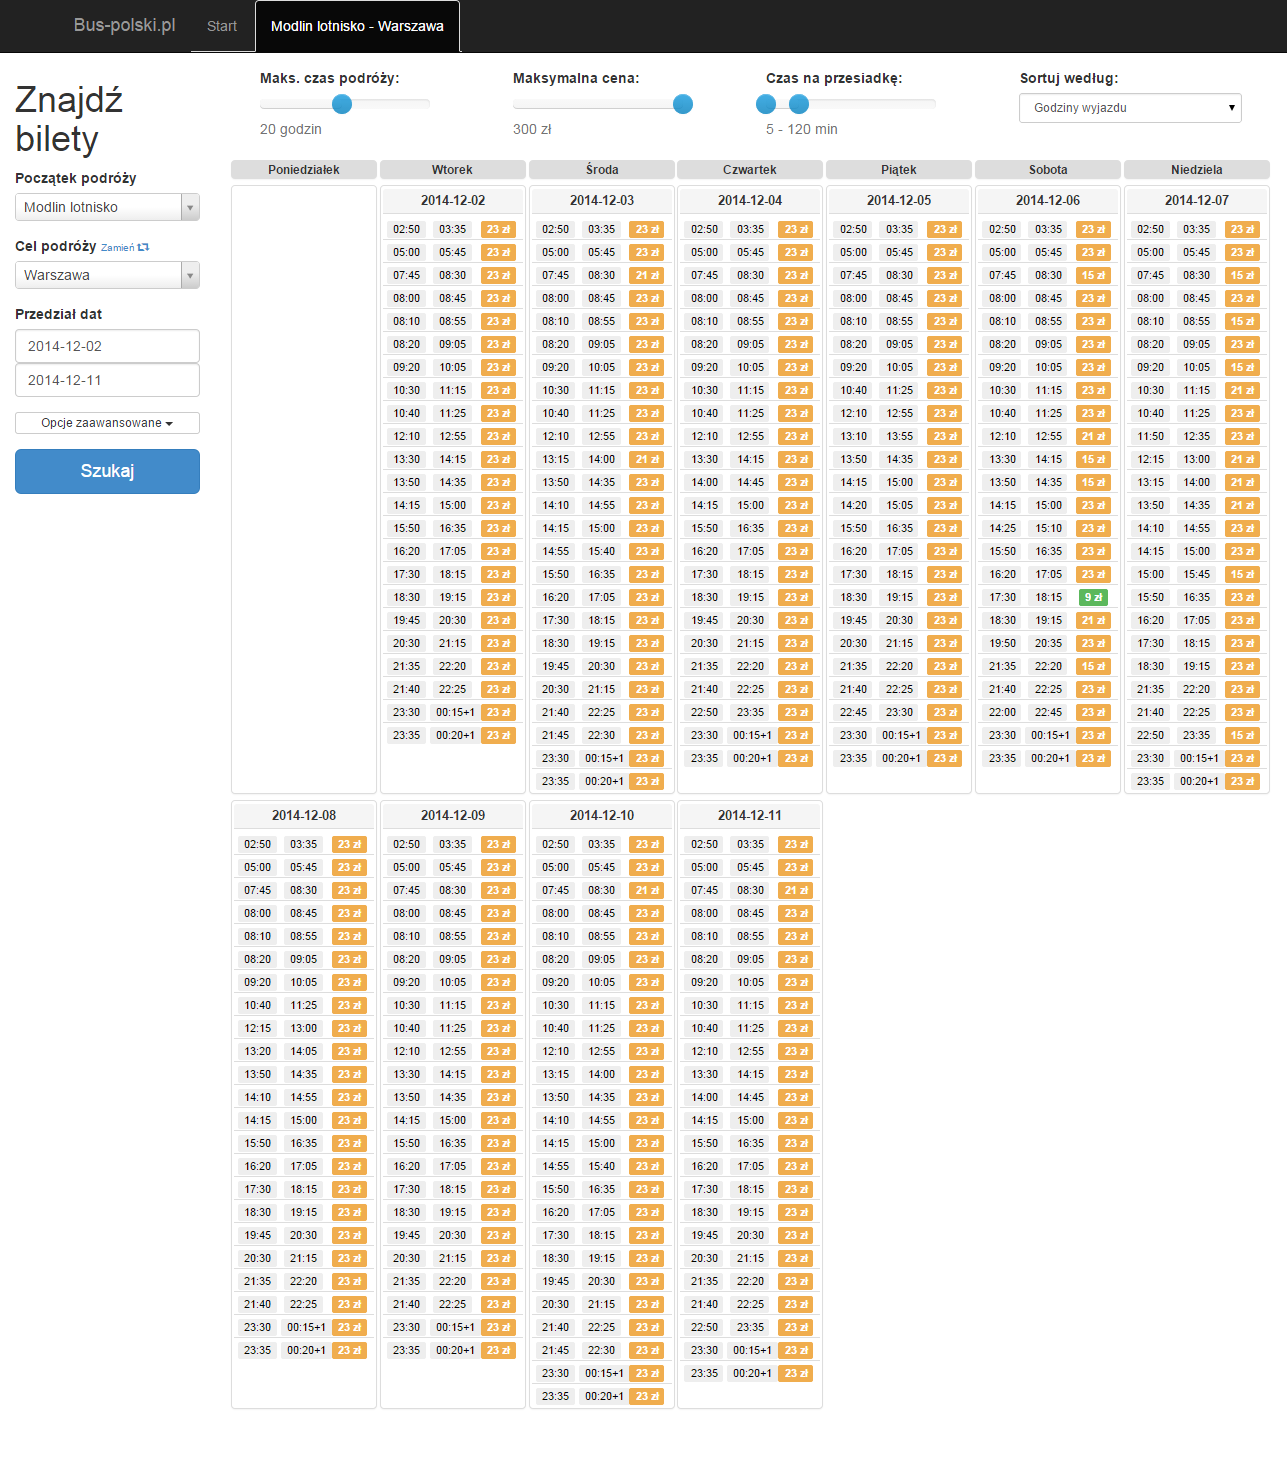 Bus-polski.pl Start Modlin lotnisko - Warszawa
Znajdź
bilety
Początek podróży
Modlin lotnisko
Cel podróży Zamień
Warszawa
Przedział dat
2014-12-02
2014-12-11
Opcje zaawansowane
Szukaj
Maks. czas podróży:
20 godzin
Maksymalna cena:
300 zł
Czas na przesiadkę:
5 - 120 min
Sortuj według:
Godziny wyjazdu
Poniedziałek Wtorek Środa Czwartek Piątek Sobota Niedziela
2014-12-02
02:50 03:35 23 zł
05:00 05:45 23 zł
07:45 08:30 23 zł
08:00 08:45 23 zł
08:10 08:55 23 zł
08:20 09:05 23 zł
09:20 10:05 23 zł
10:30 11:15 23 zł
10:40 11:25 23 zł
12:10 12:55 23 zł
13:30 14:15 23 zł
13:50 14:35 23 zł
14:15 15:00 23 zł
15:50 16:35 23 zł
16:20 17:05 23 zł
17:30 18:15 23 zł
18:30 19:15 23 zł
19:45 20:30 23 zł
20:30 21:15 23 zł
21:35 22:20 23 zł
21:40 22:25 23 zł
23:30 00:15+1 23 zł
23:35 00:20+1 23 zł
2014-12-03
02:50 03:35 23 zł
05:00 05:45 23 zł
07:45 08:30 21 zł
08:00 08:45 23 zł
08:10 08:55 23 zł
08:20 09:05 23 zł
09:20 10:05 23 zł
10:30 11:15 23 zł
10:40 11:25 23 zł
12:10 12:55 23 zł
13:15 14:00 21 zł
13:50 14:35 23 zł
14:10 14:55 23 zł
14:15 15:00 23 zł
14:55 15:40 23 zł
15:50 16:35 23 zł
16:20 17:05 23 zł
17:30 18:15 23 zł
18:30 19:15 23 zł
19:45 20:30 23 zł
20:30 21:15 23 zł
21:40 22:25 23 zł
21:45 22:30 23 zł
23:30 00:15+1 23 zł
23:35 00:20+1 23 zł
2014-12-04
02:50 03:35 23 zł
05:00 05:45 23 zł
07:45 08:30 23 zł
08:00 08:45 23 zł
08:10 08:55 23 zł
08:20 09:05 23 zł
09:20 10:05 23 zł
10:30 11:15 23 zł
10:40 11:25 23 zł
12:10 12:55 23 zł
13:30 14:15 23 zł
14:00 14:45 23 zł
14:15 15:00 23 zł
15:50 16:35 23 zł
16:20 17:05 23 zł
17:30 18:15 23 zł
18:30 19:15 23 zł
19:45 20:30 23 zł
20:30 21:15 23 zł
21:35 22:20 23 zł
21:40 22:25 23 zł
22:50 23:35 23 zł
23:30 00:15+1 23 zł
23:35 00:20+1 23 zł
2014-12-05
02:50 03:35 23 zł
05:00 05:45 23 zł
07:45 08:30 23 zł
08:00 08:45 23 zł
08:10 08:55 23 zł
08:20 09:05 23 zł
09:20 10:05 23 zł
10:40 11:25 23 zł
12:10 12:55 23 zł
13:10 13:55 23 zł
13:50 14:35 23 zł
14:15 15:00 23 zł
14:20 15:05 23 zł
15:50 16:35 23 zł
16:20 17:05 23 zł
17:30 18:15 23 zł
18:30 19:15 23 zł
19:45 20:30 23 zł
20:30 21:15 23 zł
21:35 22:20 23 zł
21:40 22:25 23 zł
22:45 23:30 23 zł
23:30 00:15+1 23 zł
23:35 00:20+1 23 zł
2014-12-06
02:50 03:35 23 zł
05:00 05:45 23 zł
07:45 08:30 15 zł
08:00 08:45 23 zł
08:10 08:55 23 zł
08:20 09:05 23 zł
09:20 10:05 23 zł
10:30 11:15 23 zł
10:40 11:25 23 zł
12:10 12:55 21 zł
13:30 14:15 15 zł
13:50 14:35 15 zł
14:15 15:00 23 zł
14:25 15:10 23 zł
15:50 16:35 23 zł
16:20 17:05 23 zł
17:30 18:15 9 zł
18:30 19:15 21 zł
19:50 20:35 23 zł
21:35 22:20 15 zł
21:40 22:25 23 zł
22:00 22:45 23 zł
23:30 00:15+1 23 zł
23:35 00:20+1 23 zł
2014-12-07
02:50 03:35 23 zł
05:00 05:45 23 zł
07:45 08:30 15 zł
08:00 08:45 23 zł
08:10 08:55 15 zł
08:20 09:05 23 zł
09:20 10:05 15 zł
10:30 11:15 21 zł
10:40 11:25 23 zł
11:50 12:35 23 zł
12:15 13:00 21 zł
13:15 14:00 21 zł
13:50 14:35 21 zł
14:10 14:55 23 zł
14:15 15:00 23 zł
15:00 15:45 15 zł
15:50 16:35 23 zł
16:20 17:05 23 zł
17:30 18:15 23 zł
18:30 19:15 23 zł
21:35 22:20 23 zł
21:40 22:25 23 zł
22:50 23:35 15 zł
23:30 00:15+1 23 zł
23:35 00:20+1 23 zł
2014-12-08
02:50 03:35 23 zł
05:00 05:45 23 zł
07:45 08:30 23 zł
08:00 08:45 23 zł
08:10 08:55 23 zł
08:20 09:05 23 zł
09:20 10:05 23 zł
10:40 11:25 23 zł
12:15 13:00 23 zł
13:20 14:05 23 zł
13:50 14:35 23 zł
14:10 14:55 23 zł
14:15 15:00 23 zł
15:50 16:35 23 zł
16:20 17:05 23 zł
17:30 18:15 23 zł
18:30 19:15 23 zł
19:45 20:30 23 zł
20:30 21:15 23 zł
21:35 22:20 23 zł
21:40 22:25 23 zł
23:30 00:15+1 23 zł
23:35 00:20+1 23 zł
2014-12-09
02:50 03:35 23 zł
05:00 05:45 23 zł
07:45 08:30 23 zł
08:00 08:45 23 zł
08:10 08:55 23 zł
08:20 09:05 23 zł
09:20 10:05 23 zł
10:30 11:15 23 zł
10:40 11:25 23 zł
12:10 12:55 23 zł
13:30 14:15 23 zł
13:50 14:35 23 zł
14:15 15:00 23 zł
15:50 16:35 23 zł
16:20 17:05 23 zł
17:30 18:15 23 zł
18:30 19:15 23 zł
19:45 20:30 23 zł
20:30 21:15 23 zł
21:35 22:20 23 zł
21:40 22:25 23 zł
23:30 00:15+1 23 zł
23:35 00:20+1 23 zł
2014-12-10
02:50 03:35 23 zł
05:00 05:45 23 zł
07:45 08:30 21 zł
08:00 08:45 23 zł
08:10 08:55 23 zł
08:20 09:05 23 zł
09:20 10:05 23 zł
10:30 11:15 23 zł
10:40 11:25 23 zł
12:10 12:55 23 zł
13:15 14:00 23 zł
13:50 14:35 23 zł
14:10 14:55 23 zł
14:15 15:00 23 zł
14:55 15:40 23 zł
15:50 16:35 23 zł
16:20 17:05 23 zł
17:30 18:15 23 zł
18:30 19:15 23 zł
19:45 20:30 23 zł
20:30 21:15 23 zł
21:40 22:25 23 zł
21:45 22:30 23 zł
23:30 00:15+1 23 zł
23:35 00:20+1 23 zł
2014-12-11
02:50 03:35 23 zł
05:00 05:45 23 zł
07:45 08:30 21 zł
08:00 08:45 23 zł
08:10 08:55 23 zł
08:20 09:05 23 zł
09:20 10:05 23 zł
10:30 11:15 23 zł
10:40 11:25 23 zł
12:10 12:55 23 zł
13:30 14:15 23 zł
14:00 14:45 23 zł
14:15 15:00 23 zł
15:50 16:35 23 zł
16:20 17:05 23 zł
17:30 18:15 23 zł
18:30 19:15 23 zł
19:45 20:30 23 zł
20:30 21:15 23 zł
21:35 22:20 23 zł
21:40 22:25 23 zł
22:50 23:35 23 zł
23:30 00:15+1 23 zł
23:35 00:20+1 23 zł